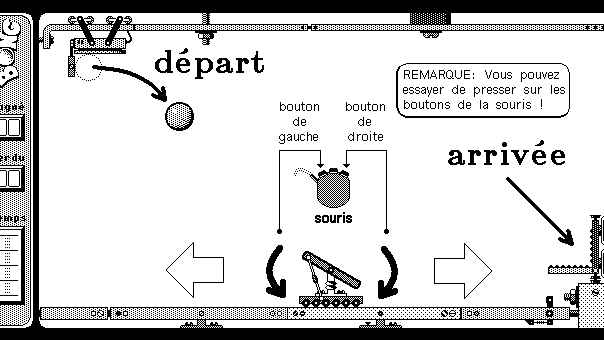 départ
REMARQUE: Vous pouvez
essayer de presser sur les
boutons de la souris !
bouton
de
gauche
bouton
de
droite
arrivée
souris